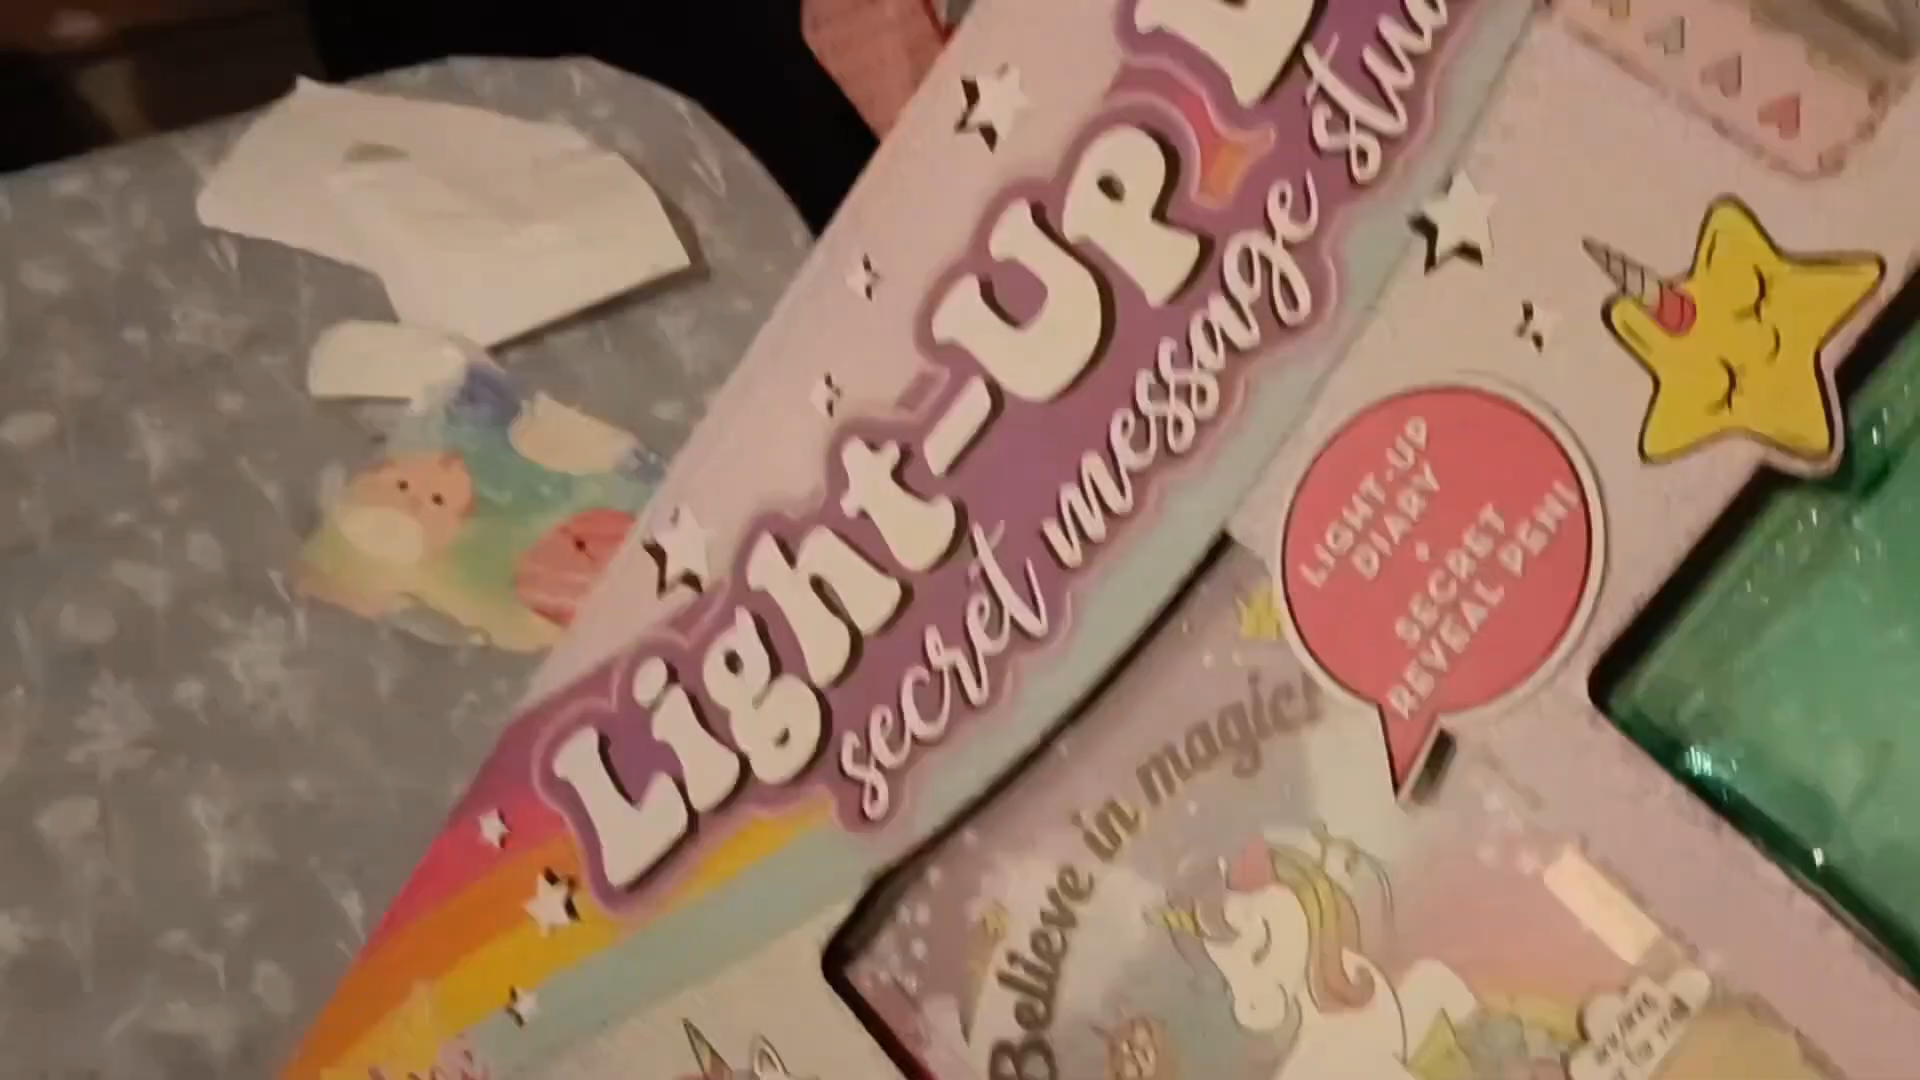 Light-UP
secret message
LIGHT-UP
DIARY
+
SECRET
REVEAL PEN!
Believe in magic!